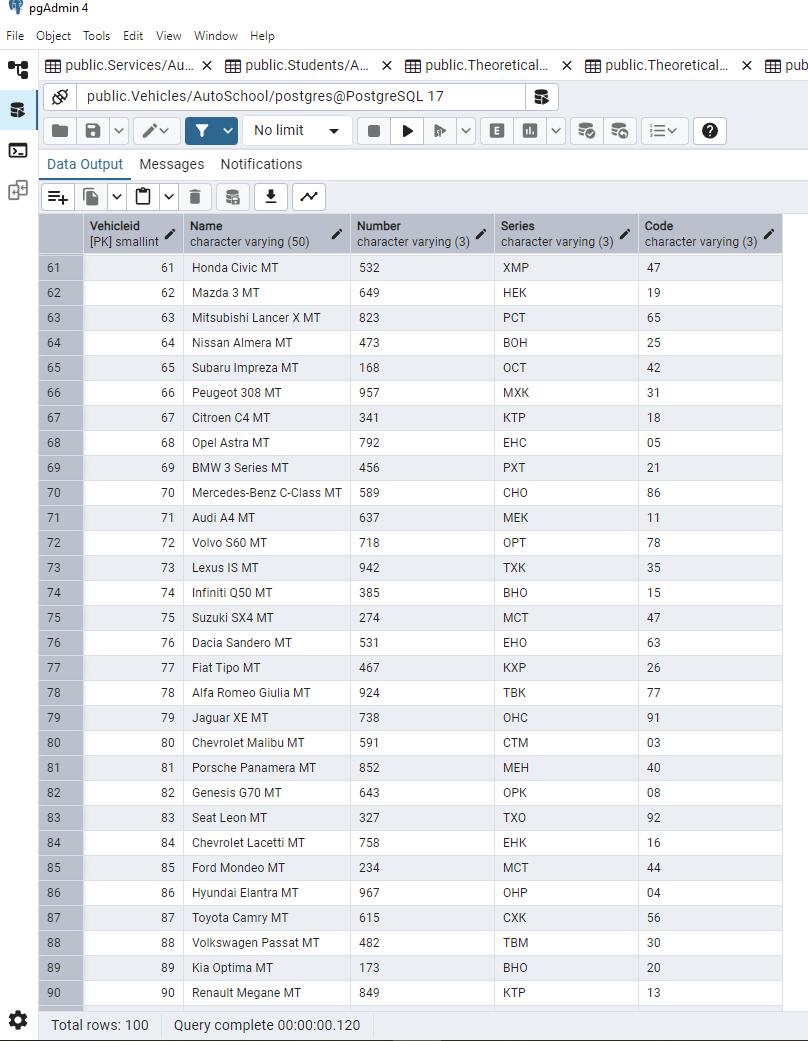 pgAdmin 4
File Object Tools Edit View Window Help
public.Services/Au... public.Students/A... public.Theoretical... public.Theoretical... pub
public.Vehicles/AutoSchool/postgres@PostgreSQL 17
No limit
Data Output Messages Notifications
Vehicleid Name Number Series Code
[PK] smallint character varying (50) character varying (3) character varying (3) character varying (3)
61 61 Honda Civic MT 532 XMP 47
62 62 Mazda 3 MT 649 HEK 19
63 63 Mitsubishi Lancer X MT 823 PCT 65
64 64 Nissan Almera MT 473 BOH 25
65 65 Subaru Impreza MT 168 OCT 42
66 66 Peugeot 308 MT 957 MXK 31
67 67 Citroen C4 MT 341 KTP 18
68 68 Opel Astra MT 792 EHC 05
69 69 BMW 3 Series MT 456 PXT 21
70 70 Mercedes-Benz C-Class MT 589 CHO 86
71 71 Audi A4 MT 637 MEK 11
72 72 Volvo S60 MT 718 OPT 78
73 73 Lexus IS MT 942 TXK 35
74 74 Infiniti Q50 MT 385 BHO 15
75 75 Suzuki SX4 MT 274 MCT 47
76 76 Dacia Sandero MT 531 EHO 63
77 77 Fiat Tipo MT 467 KXP 26
78 78 Alfa Romeo Giulia MT 924 TBK 77
79 79 Jaguar XE MT 738 OHC 91
80 80 Chevrolet Malibu MT 591 CTM 03
81 81 Porsche Panamera MT 852 MEH 40
82 82 Genesis G70 MT 643 OPK 08
83 83 Seat Leon MT 327 TXO 92
84 84 Chevrolet Lacetti MT 758 EHK 16
85 85 Ford Mondeo MT 234 MCT 44
86 86 Hyundai Elantra MT 967 OHP 04
87 87 Toyota Camry MT 615 CXK 56
88 88 Volkswagen Passat MT 482 TBM 30
89 89 Kia Optima MT 173 BHO 20
90 90 Renault Megane MT 849 KTP 13
Total rows: 100 Query complete 00:00:00.120